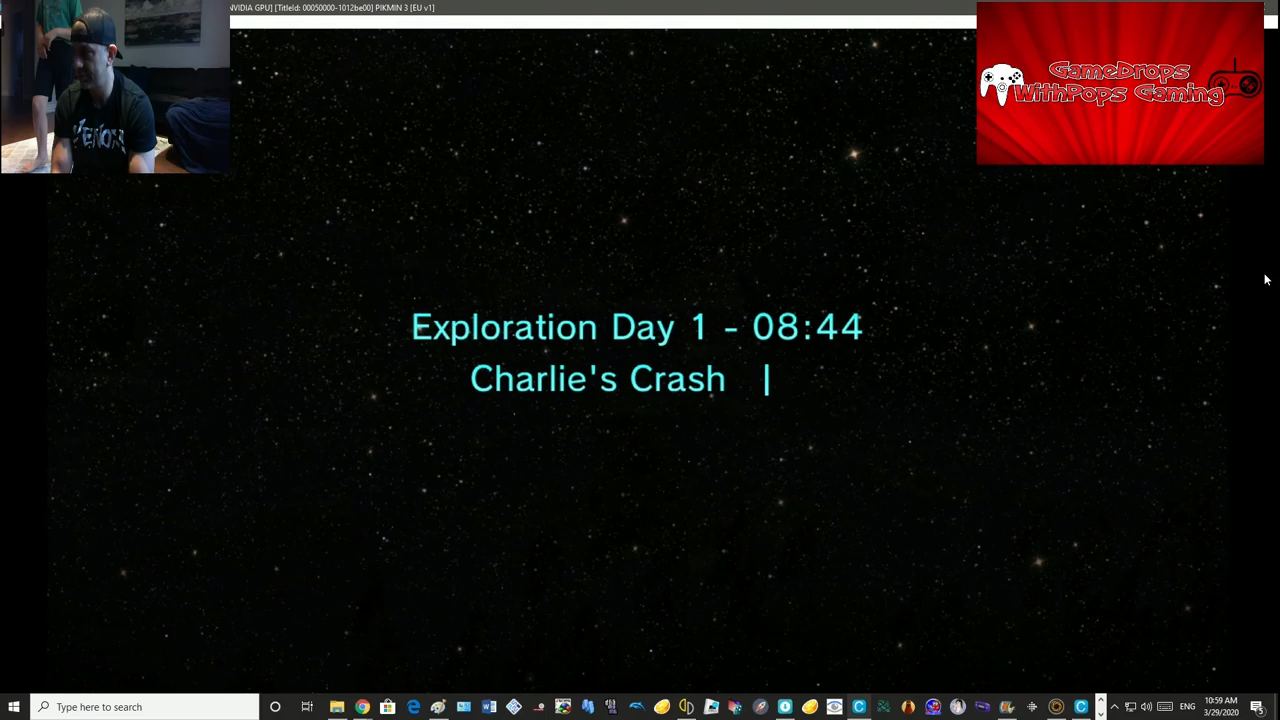 NVIDIA GPU] [TitleId: 00050000-1012be00] PIKMIN 3 [EU v1]
GameDrops
WithPops Gaming
VENOM
Exploration Day 1 - 08:44
Charlie's Crash |
Type here to search
ENG
10:59 AM
3/29/2020